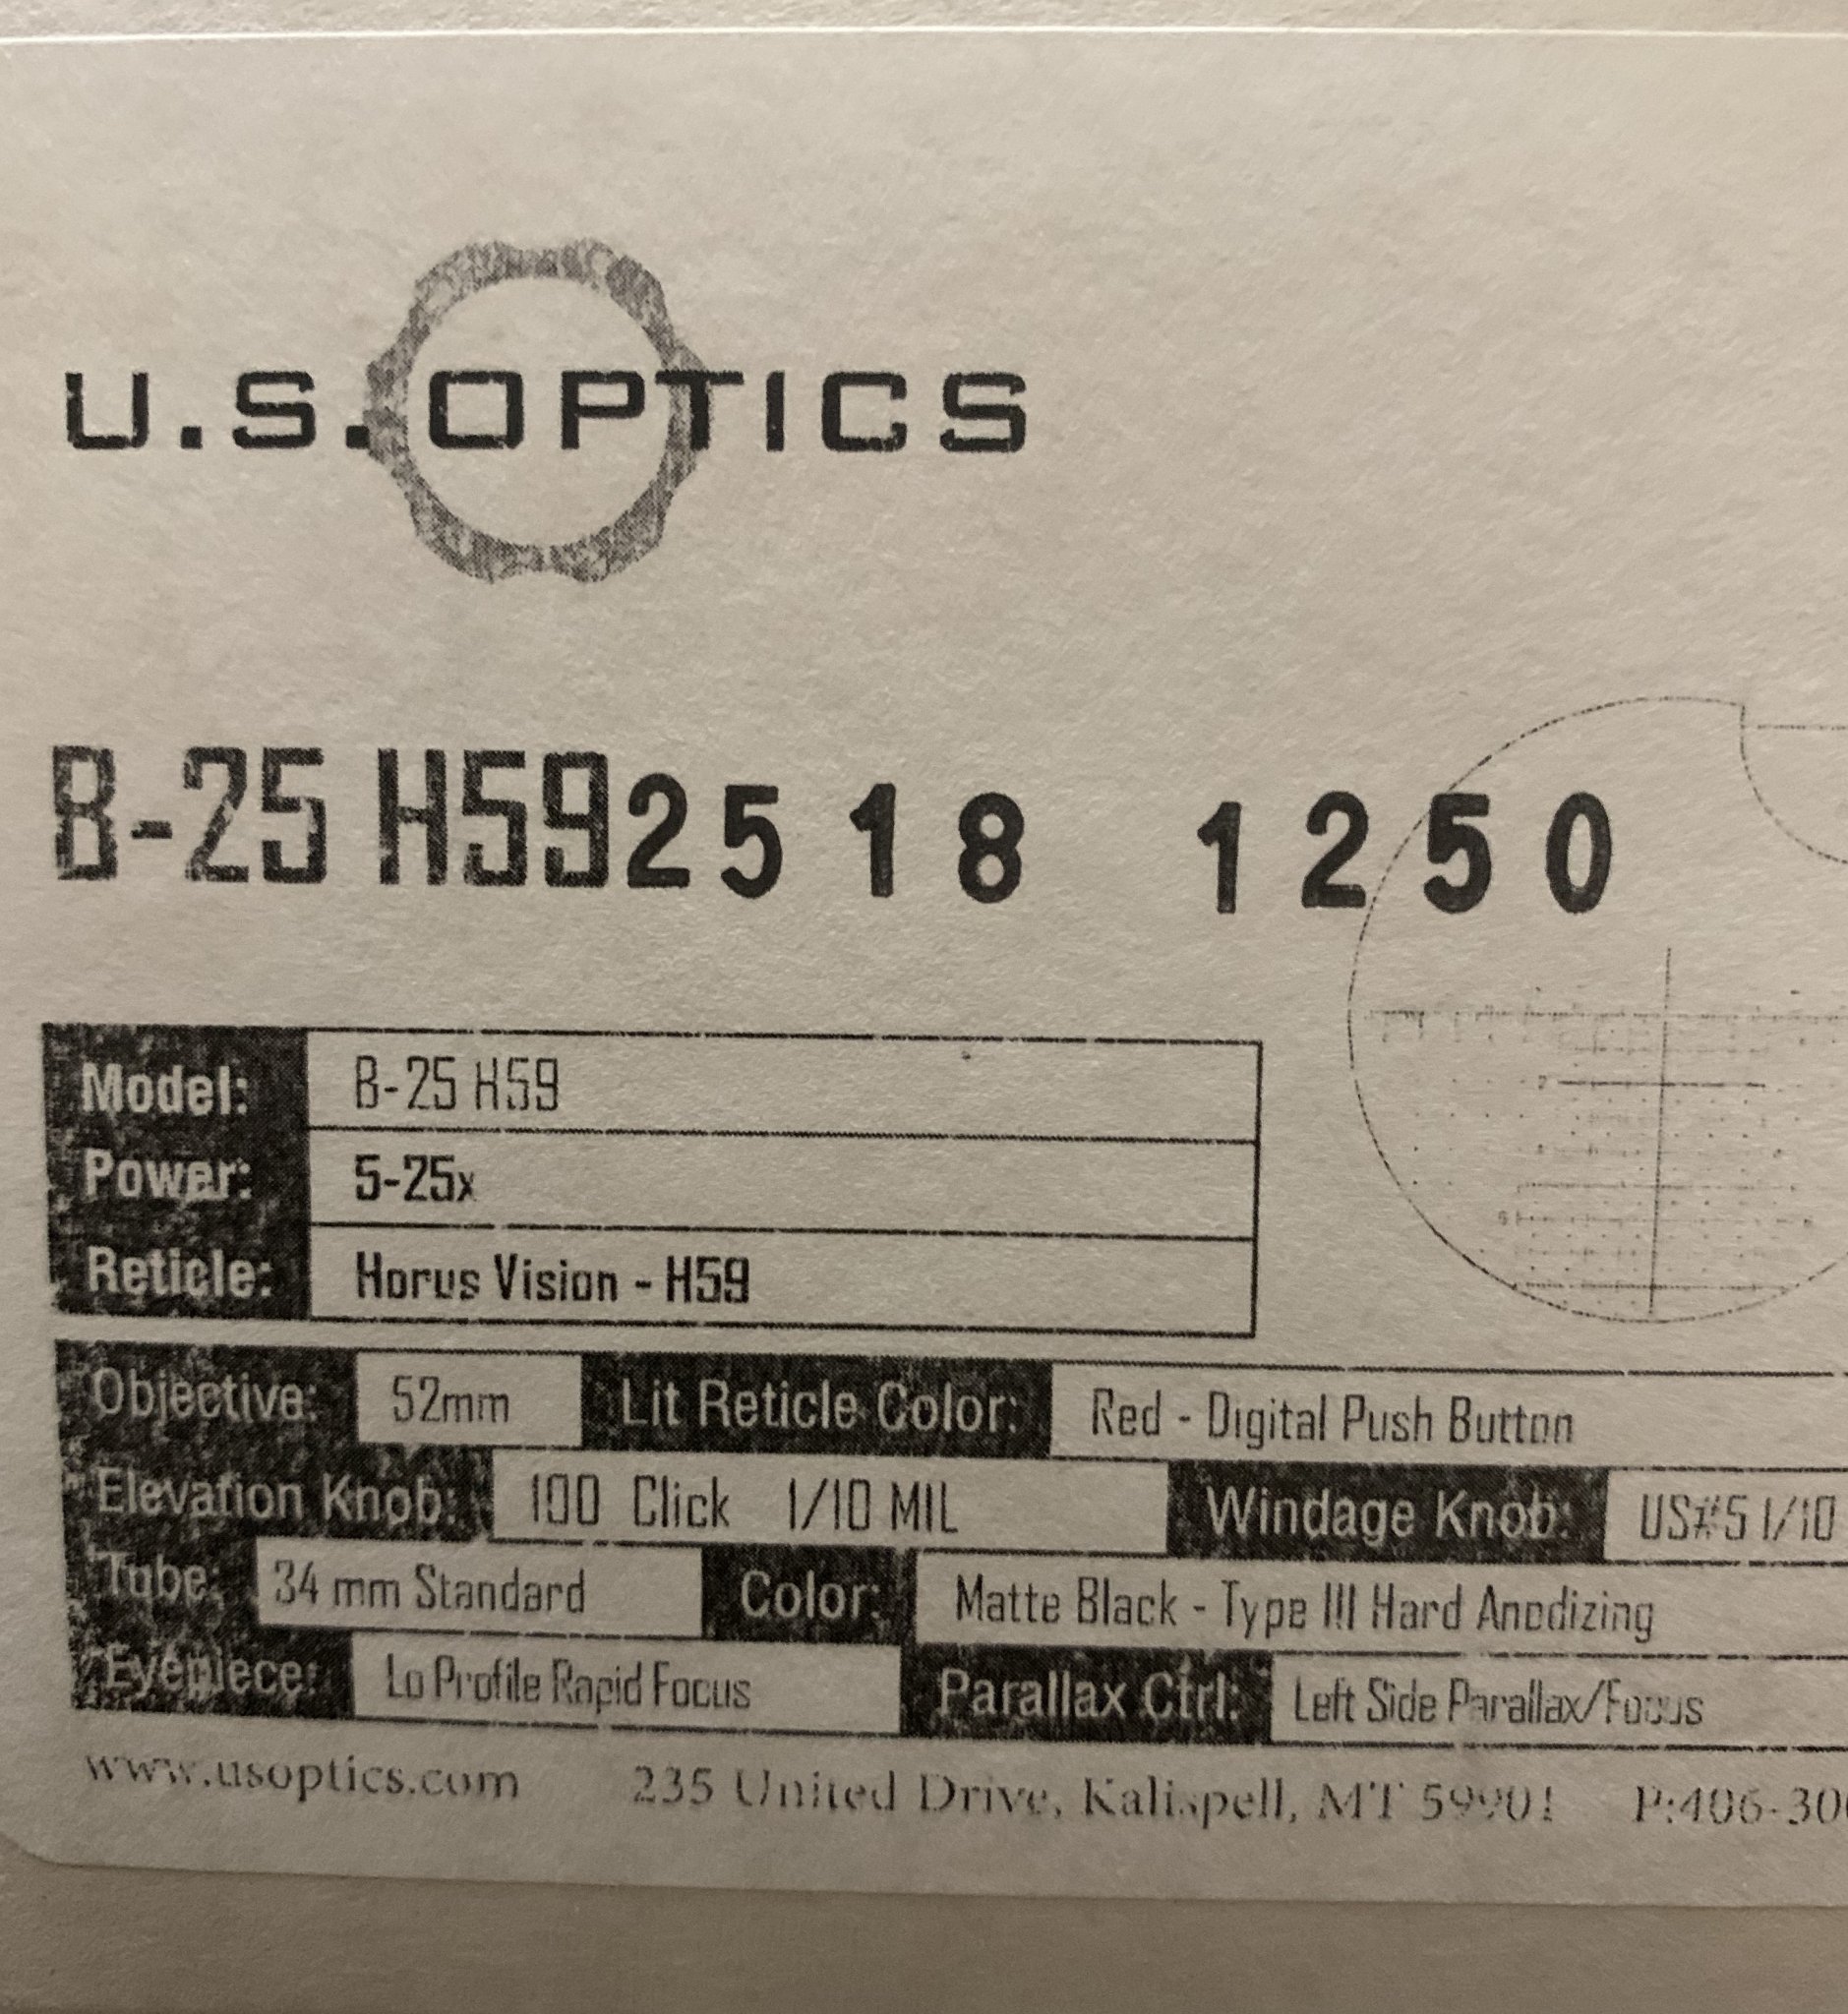 U.S. OPTICS
B-25 H59 2518 1250
Model: B-25 H59
Power: 5-25x
Reticle: Horus Vision - H59
Objective: 52mm Lit Reticle Color: Red - Digital Push Button
Elevation Knob: 100 Click 1/10 MIL Windage Knob: US#5 1/10
Tube: 34 mm Standard Color: Matte Black - Type III Hard Anodizing
Eyepiece: Lo Profile Rapid Focus Parallax Ctrl: Left Side Parallax/Focus
www.usoptics.com 235 United Drive, Kalispell, MT 59901 P:406-30